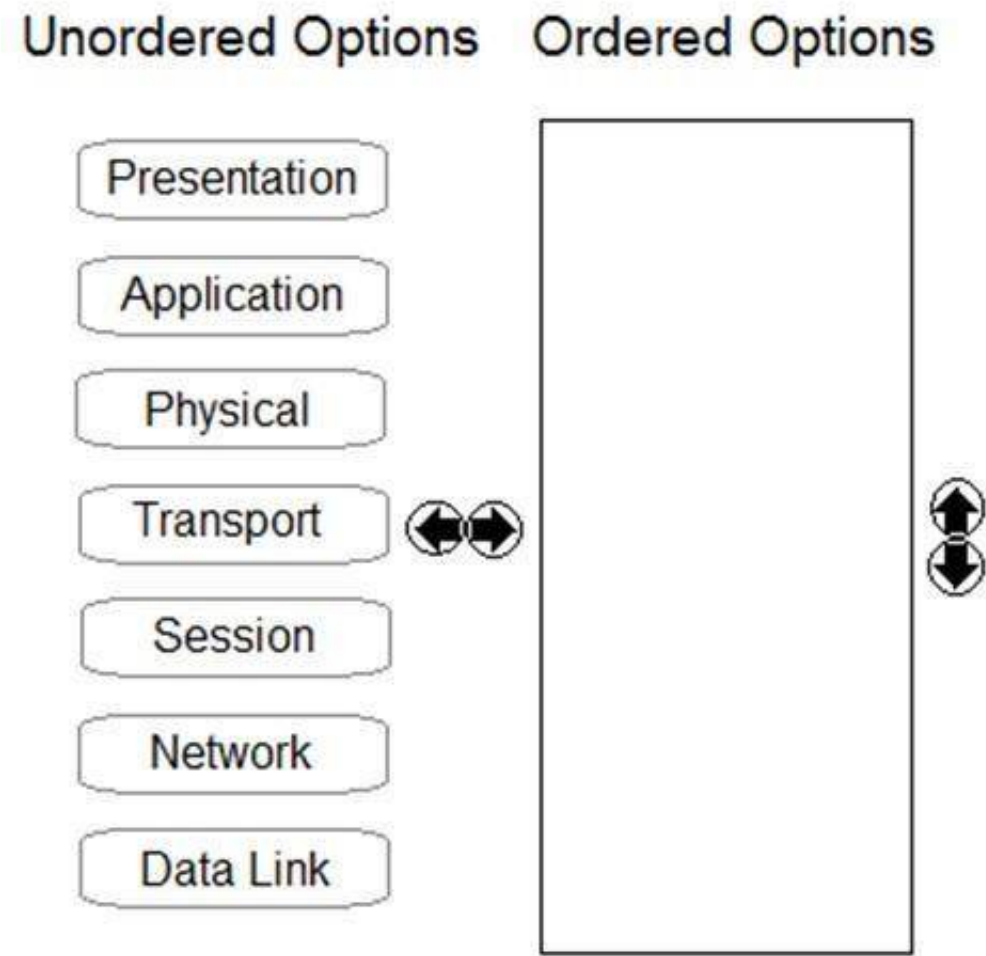 Unordered Options Ordered Options
Presentation
Application
Physical
Transport
Session
Network
Data Link